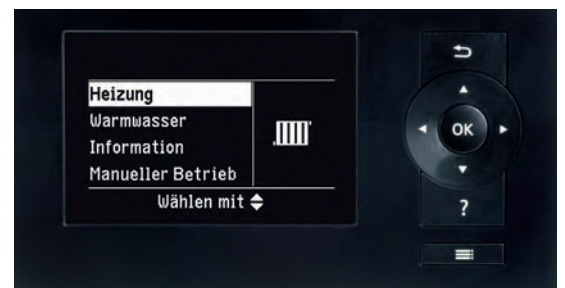 Heizung
Warmwasser
Information
Manueller Betrieb
Wählen mit
OK
?